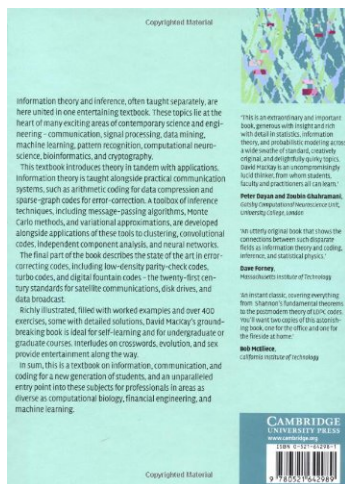 Copyrighted Material
Information theory and inference, often taught separately, are
here united in one entertaining textbook. These topics lie at the
heart of many exciting areas of contemporary science and engi-
neering - communication, signal processing, data mining,
machine learning, pattern recognition, computational neuro-
science, bioinformatics, and cryptography.
This textbook introduces theory in tandem with applications.
Information theory is taught alongside practical communication
systems, such as arithmetic coding for data compression and
sparse-graph codes for error-correction. A toolbox of inference
techniques, including message-passing algorithms, Monte
Carlo methods, and variational approximations, are developed
alongside applications of these tools to clustering, convolutional
codes, independent component analysis, and neural networks.
The final part of the book describes the state of the art in error-
correcting codes, including low-density parity-check codes,
turbo codes, and digital fountain codes - the twenty-first cen-
tury standards for satellite communications, disk drives, and
data broadcast.
Richly illustrated, filled with worked examples and over 400
exercises, some with detailed solutions, David MacKay's ground-
breaking book is ideal for self-learning and for undergraduate or
graduate courses. Interludes on crosswords, evolution, and sex
provide entertainment along the way.
In sum, this is a textbook on information, communication, and
coding for a new generation of students, and an unparalleled
entry point into these subjects for professionals in areas as
diverse as computational biology, financial engineering, and
machine learning.
'This is an extraordinary and important
book, generous with insight and rich
with detail in statistics, information
theory, and probabilistic modeling across
a wide swathe of standard, creatively
original, and delightfully quirky topics.
David MacKay is an uncompromisingly
lucid thinker, from whom students,
faculty and practitioners all can learn.'
Peter Dayan and Zoubin Ghahramani,
Gatsby Computational Neuroscience Unit,
University College, London
'An utterly original book that shows the
connections between such disparate
fields as information theory and coding,
inference, and statistical physics.'
Dave Forney,
Massachusetts Institute of Technology
'An instant classic, covering everything
from Shannon's fundamental theorems
to the postmodern theory of LDPC codes.
You'll want two copies of this astonish-
ing book, one for the office and one for
the fireside at home.'
Bob McEliece,
California Institute of Technology
CAMBRIDGE
UNIVERSITY PRESS
www.cambridge.org
ISBN 0-521-64298-1
9 780521 642989
Copyrighted Material